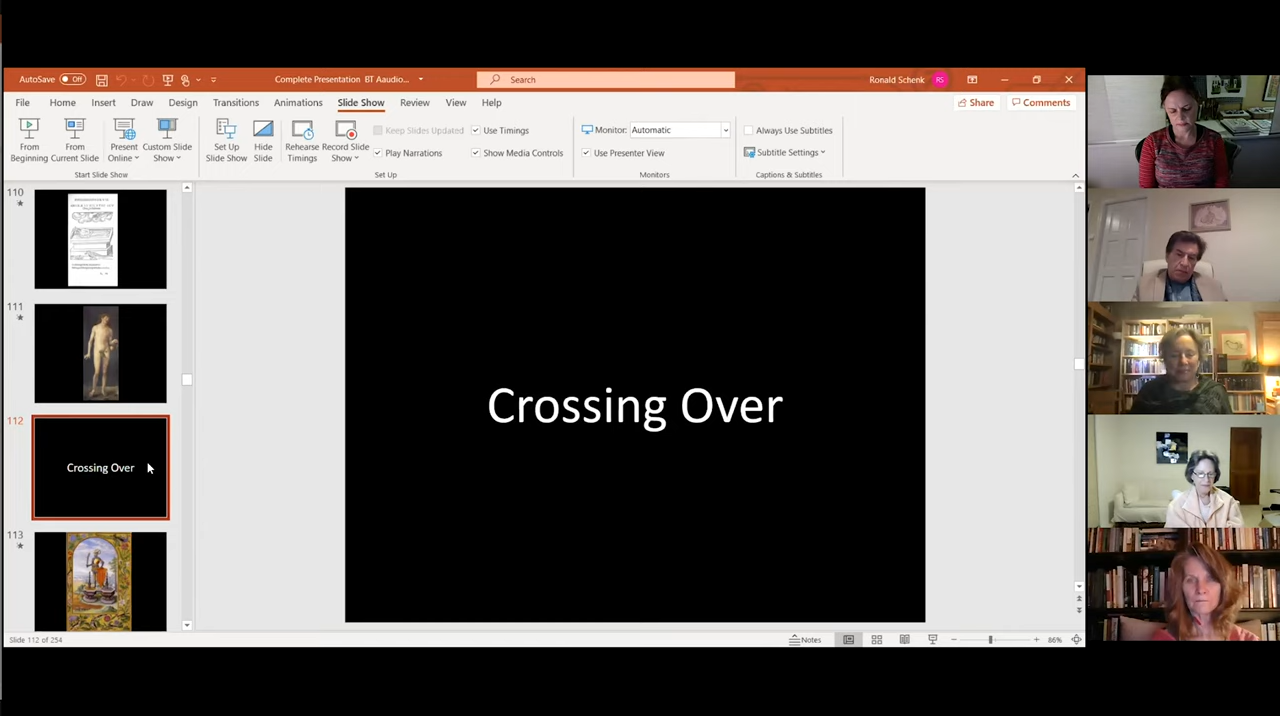 AutoSave Off
Complete Presentation BT Aaudio...
Search
Ronald Schenk RS
File Home Insert Draw Design Transitions Animations Slide Show Review View Help
Share Comments
From Beginning
From Current Slide
Present Online
Custom Slide Show
Start Slide Show
Set Up Slide Show
Hide Slide
Rehearse Timings
Record Slide Show
Keep Slides Updated
Play Narrations
Use Timings
Show Media Controls
Set Up
Monitor: Automatic
Use Presenter View
Monitors
Always Use Subtitles
Subtitle Settings
Captions & Subtitles
110
111
112
Crossing Over
113
Crossing Over
Slide 112 of 254
Notes
86%